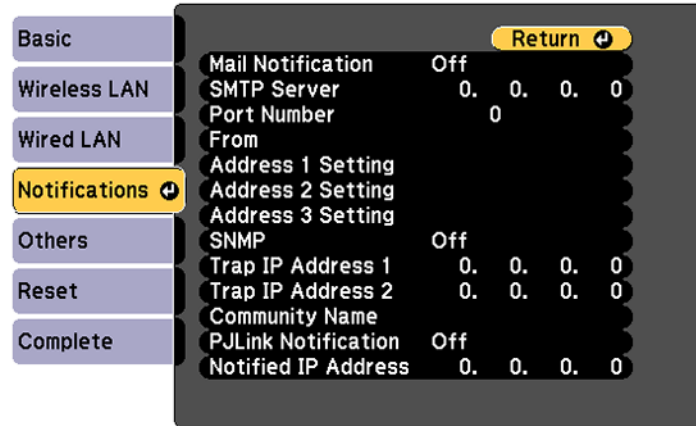 Basic
Wireless LAN
Wired LAN
Notifications
Others
Reset
Complete
Return
Mail Notification Off
SMTP Server 0. 0. 0. 0
Port Number 0
From
Address 1 Setting
Address 2 Setting
Address 3 Setting
SNMP Off
Trap IP Address 1 0. 0. 0. 0
Trap IP Address 2 0. 0. 0. 0
Community Name
PJLink Notification Off
Notified IP Address 0. 0. 0. 0